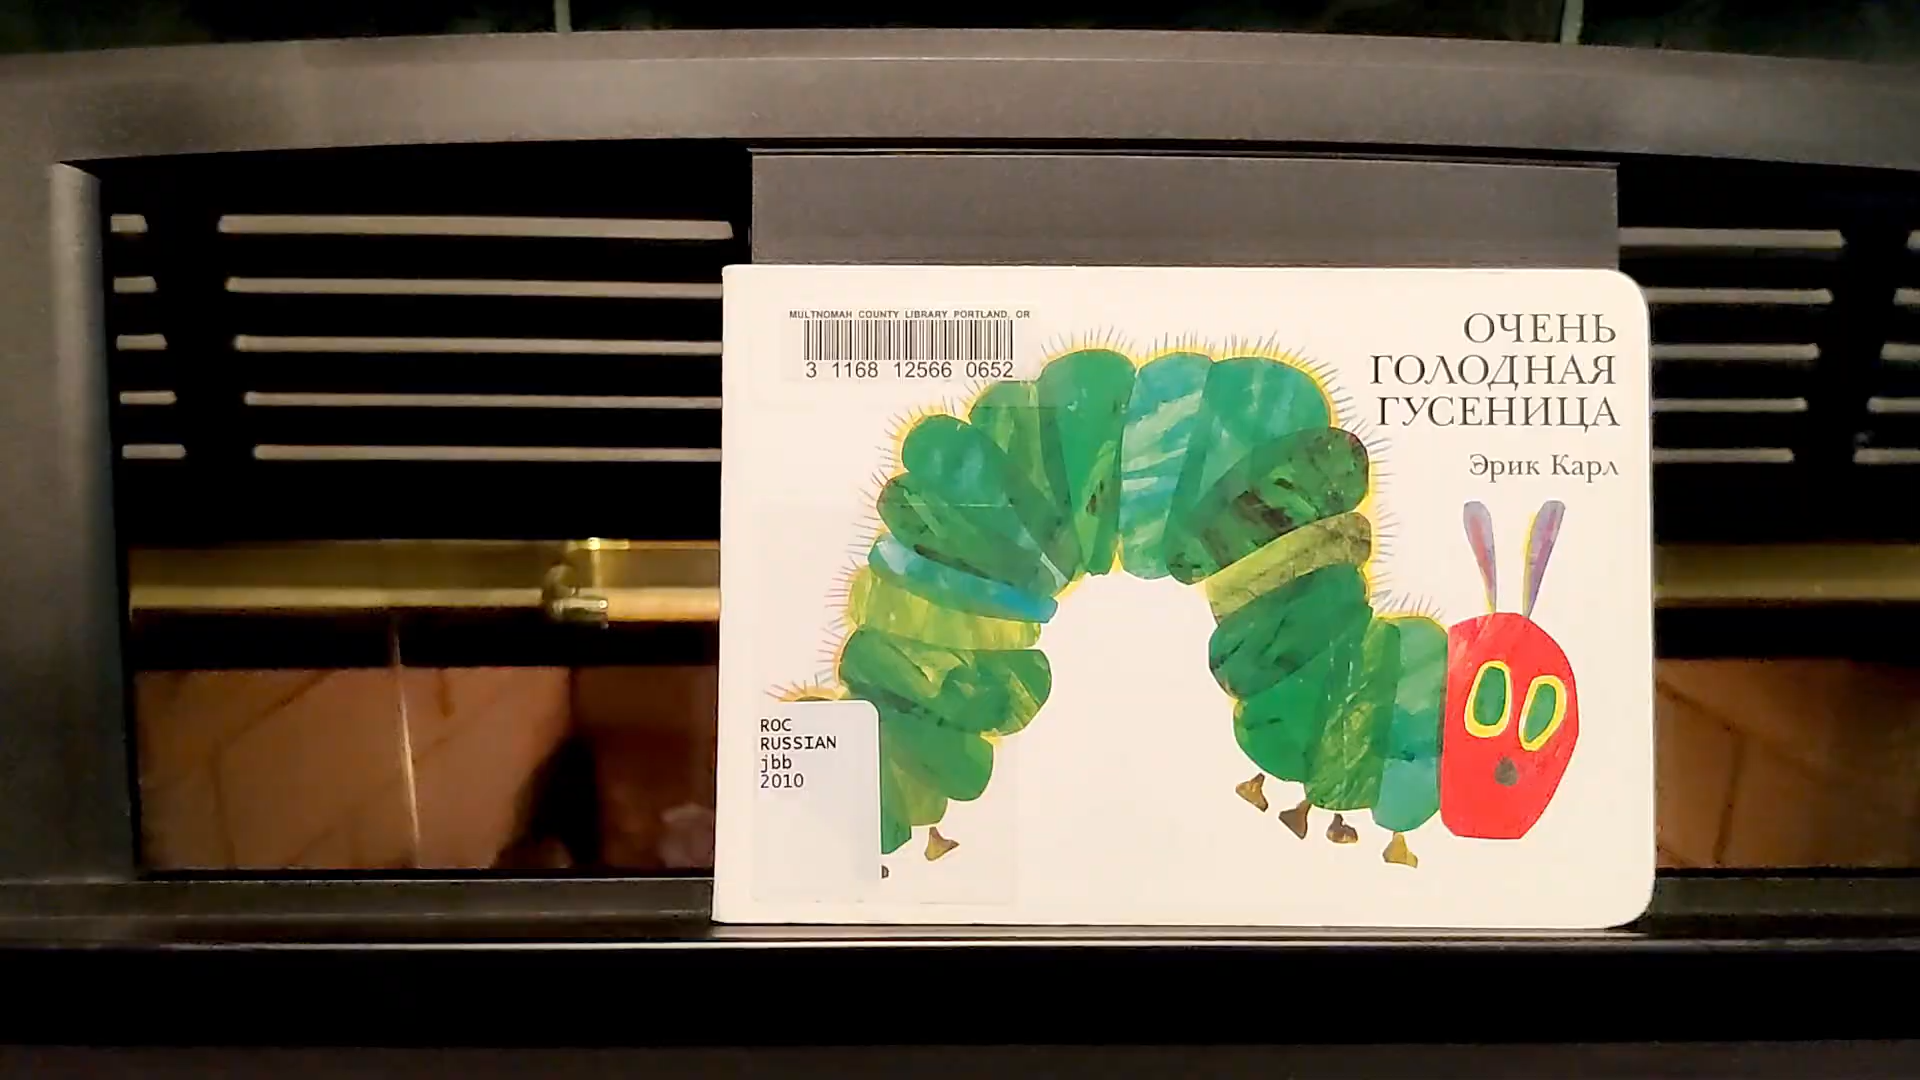 MULTNOMAH COUNTY LIBRARY PORTLAND, OR
3 1168 12566 0652
ОЧЕНЬ
ГОЛОДНАЯ
ГУСЕНИЦА
Эрик Карл
ROC
RUSSIAN
jbb
2010